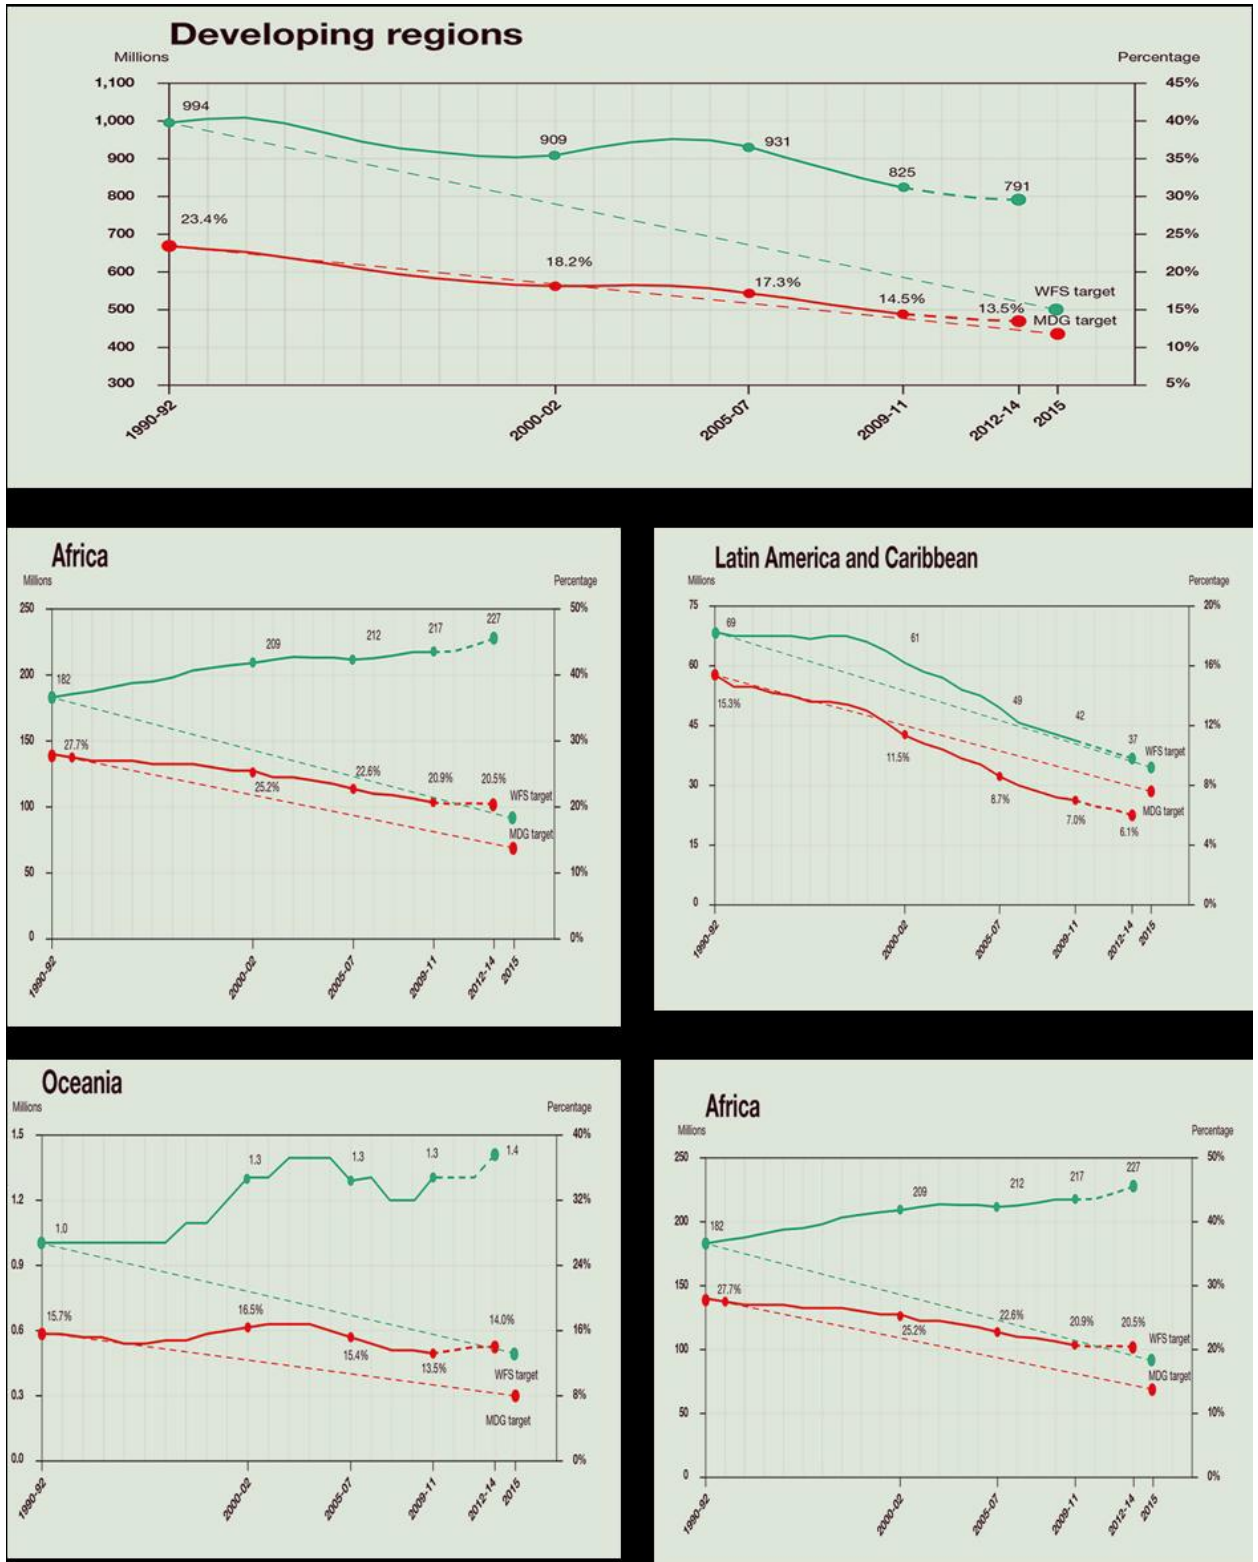 Developing regions
Millions Percentage
1,100 45%
994
1,000 40%
909 931
900 35%
825
800 791 30%
23.4%
700 25%
18.2%
600 17.3% 20%
14.5% 13.5% WFS target
500 15%
MDG target
400 10%
300 5%
1990-92 2000-02 2005-07 2009-11 2012-14 2015
Africa
Millions Percentage
250 50%
209 212 217 227
200 40%
182
150 30%
27.7% 25.2% 22.6% 20.9% 20.5%
WFS target
100 20%
MDG target
50 10%
0 0%
1990-92 2000-02 2005-07 2009-11 2012-14 2015
Latin America and Caribbean
Millions Percentage
75 20%
69 61
60 16%
15.3% 49 42 37
WFS target
45 12%
11.5%
30 8%
8.7% 7.0% 6.1%
MDG target
15 4%
0 0%
1990-92 2000-02 2005-07 2009-11 2012-14 2015
Oceania
Millions Percentage
1.5 40%
1.3 1.3 1.3 1.4
1.2 32%
1.0
0.9 24%
15.7% 16.5% 14.0%
0.6 16%
15.4% 13.5%
WFS target
0.3 8%
MDG target
0.0 0%
1990-92 2000-02 2005-07 2009-11 2012-14 2015
Africa
Millions Percentage
250 50%
209 212 217 227
200 40%
182
150 30%
27.7% 25.2% 22.6% 20.9% 20.5%
WFS target
100 20%
MDG target
50 10%
0 0%
1990-92 2000-02 2005-07 2009-11 2012-14 2015